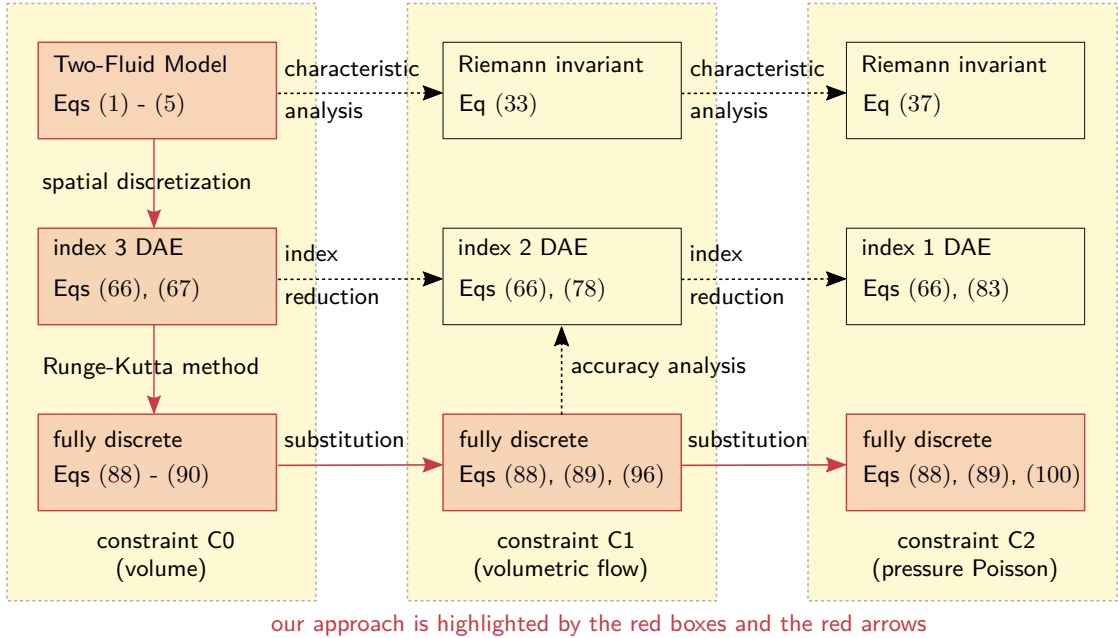 Two-Fluid Model
Eqs (1) - (5)
characteristic
analysis
Riemann invariant
Eq (33)
characteristic
analysis
Riemann invariant
Eq (37)
spatial discretization
index 3 DAE
Eqs (66), (67)
index
reduction
index 2 DAE
Eqs (66), (78)
index
reduction
index 1 DAE
Eqs (66), (83)
Runge-Kutta method
accuracy analysis
fully discrete
Eqs (88) - (90)
substitution
fully discrete
Eqs (88), (89), (96)
substitution
fully discrete
Eqs (88), (89), (100)
constraint C0
(volume)
constraint C1
(volumetric flow)
constraint C2
(pressure Poisson)
our approach is highlighted by the red boxes and the red arrows